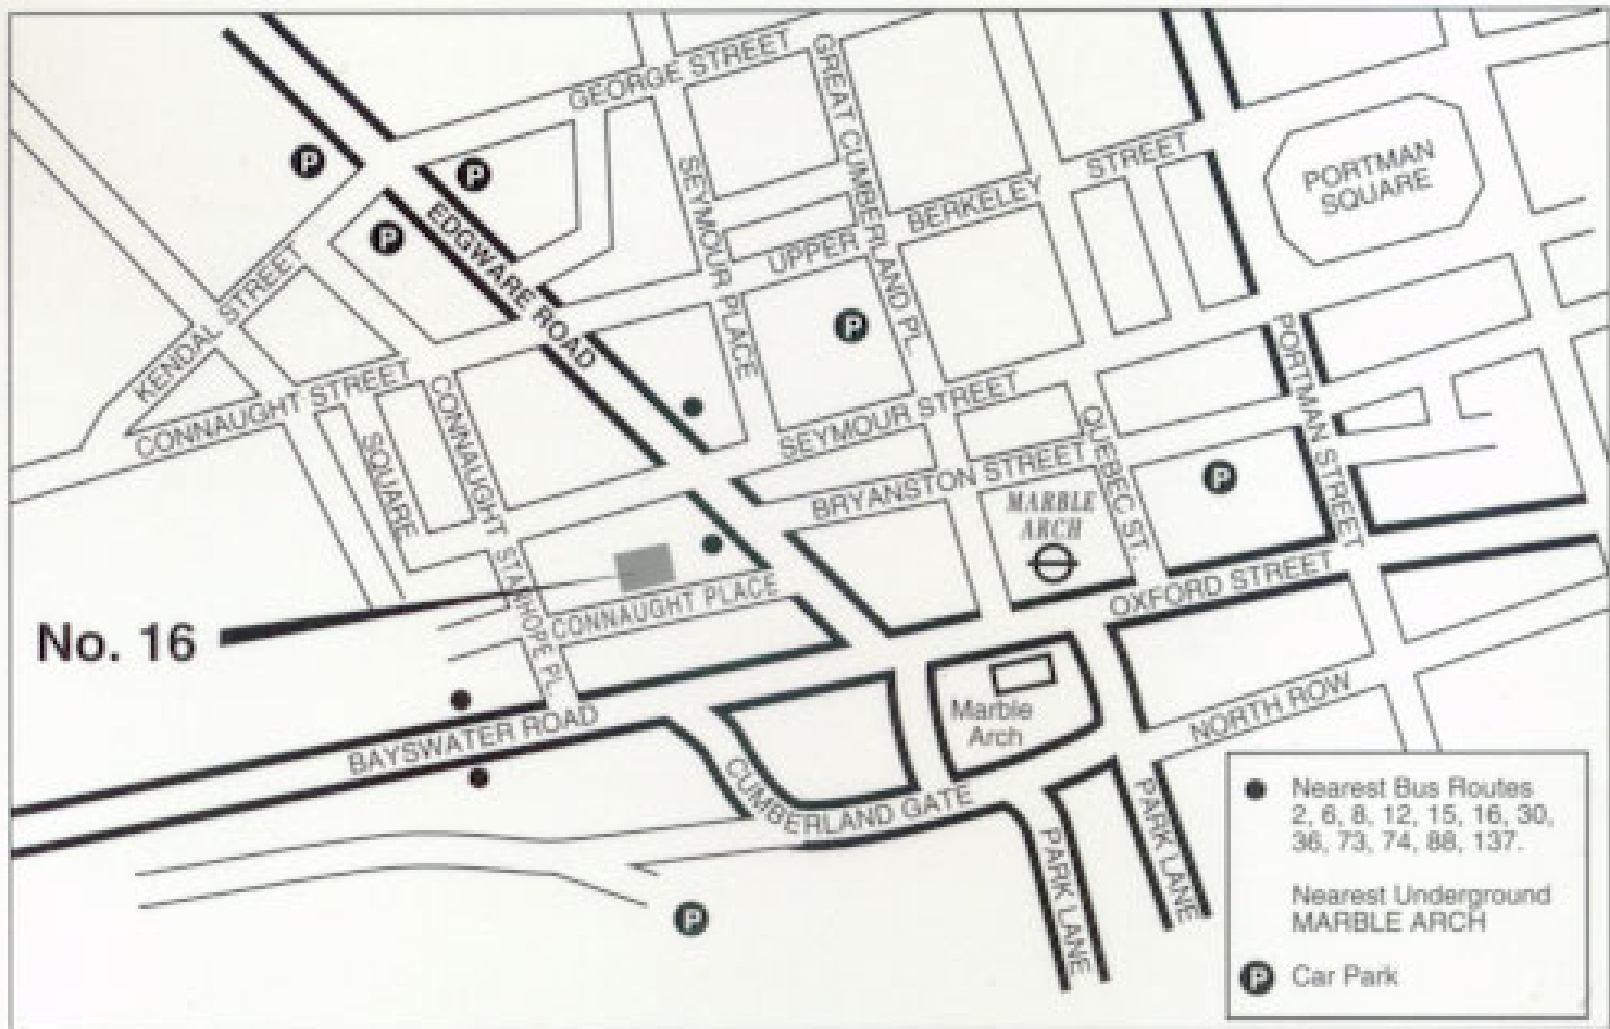 GEORGE STREET
GREAT CUMBERLAND PL.
SEYMOUR PLACE
UPPER BERKELEY STREET
PORTMAN
SQUARE
P
P
P
EDGWARE ROAD
KENDAL STREET
CONNAUGHT STREET
CONNAUGHT
SQUARE
P
SEYMOUR STREET
BRYANSTON STREET
QUEBEC ST.
PORTMAN STREET
P
MARBLE
ARCH
OXFORD STREET
STANHOPE PL.
CONNAUGHT PLACE
No. 16
BAYSWATER ROAD
Marble
Arch
NORTH ROW
CUMBERLAND GATE
PARK LANE
PARK LANE
P
Nearest Bus Routes
2, 6, 8, 12, 15, 16, 30,
36, 73, 74, 88, 137.
Nearest Underground
MARBLE ARCH
P Car Park